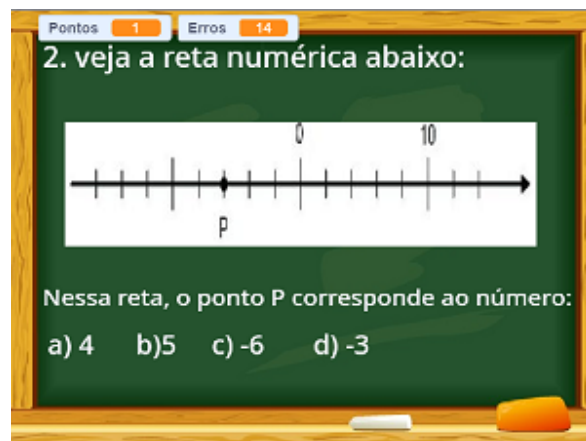 Pontos 1 Erros 14
2. veja a reta numérica abaixo:
0 10
P
Nessa reta, o ponto P corresponde ao número:
a) 4 b)5 c) -6 d) -3